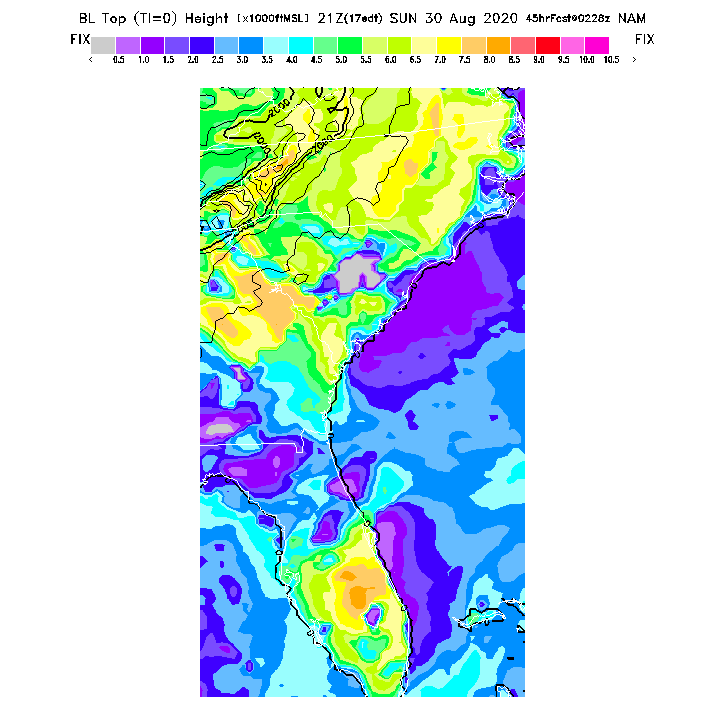 BL Top (TI=0) Height [x1000ftMSL] 21Z(17edt) SUN 30 Aug 2020 45hrFcst@0228z NAM
FIX FIX
< 0.5 1.0 1.5 2.0 2.5 3.0 3.5 4.0 4.5 5.0 5.5 6.0 6.5 7.0 7.5 8.0 8.5 9.0 9.5 10.0 10.5 >
2000
2000
2000